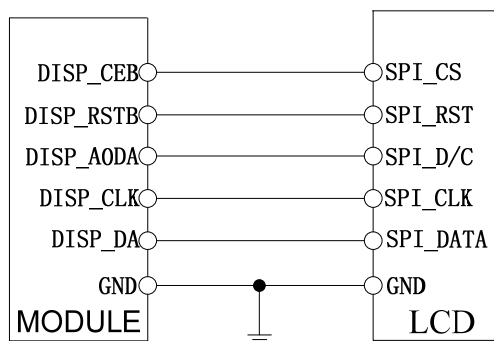 DISP_CEB SPI_CS
DISP_RSTB SPI_RST
DISP_AODA SPI_D/C
DISP_CLK SPI_CLK
DISP_DA SPI_DATA
GND GND
MODULE LCD